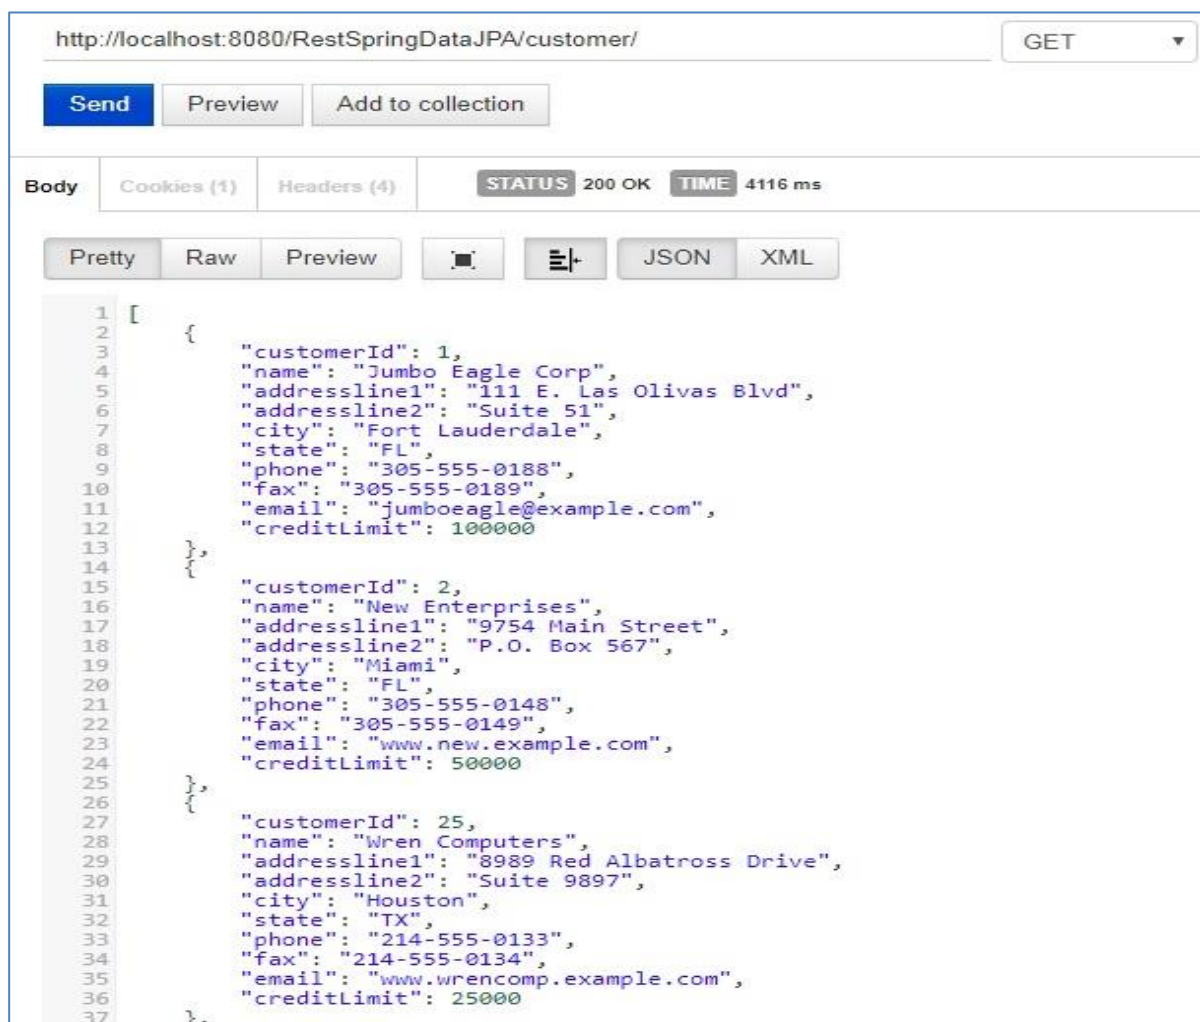 http://localhost:8080/RestSpringDataJPA/customer/ GET
Send Preview Add to collection
Body Cookies (1) Headers (4) STATUS 200 OK TIME 4116 ms
Pretty Raw Preview JSON XML
1 [
2 {
3 "customerId": 1,
4 "name": "Jumbo Eagle Corp",
5 "addressline1": "111 E. Las Olivas Blvd",
6 "addressline2": "Suite 51",
7 "city": "Fort Lauderdale",
8 "state": "FL",
9 "phone": "305-555-0188",
10 "fax": "305-555-0189",
11 "email": "jumboeagle@example.com",
12 "creditLimit": 100000
13 },
14 {
15 "customerId": 2,
16 "name": "New Enterprises",
17 "addressline1": "9754 Main Street",
18 "addressline2": "P.O. Box 567",
19 "city": "Miami",
20 "state": "FL",
21 "phone": "305-555-0148",
22 "fax": "305-555-0149",
23 "email": "www.new.example.com",
24 "creditLimit": 50000
25 },
26 {
27 "customerId": 25,
28 "name": "Wren Computers",
29 "addressline1": "8989 Red Albatross Drive",
30 "addressline2": "Suite 9897",
31 "city": "Houston",
32 "state": "TX",
33 "phone": "214-555-0133",
34 "fax": "214-555-0134",
35 "email": "www.wrencomp.example.com",
36 "creditLimit": 25000
37 },